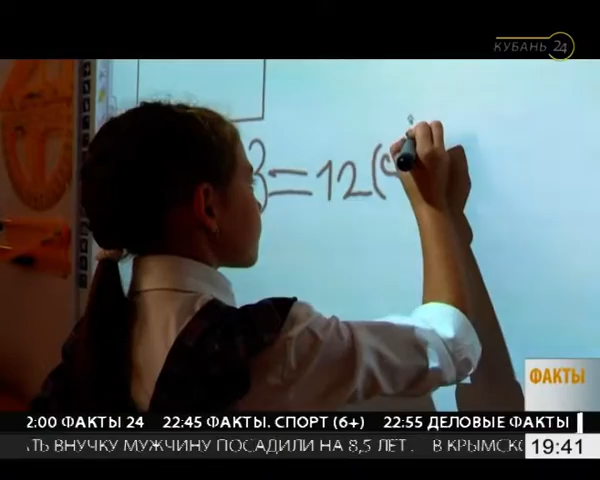 КУБАНЬ 24
3=12(
ФАКТЫ
2:00 ФАКТЫ 24 22:45 ФАКТЫ. СПОРТ (6+) 22:55 ДЕЛОВЫЕ ФАКТЫ
ТЬ ВНУЧКУ МУЖЧИНУ ПОСАДИЛИ НА 8,5 ЛЕТ. В КРЫМСК
19:41